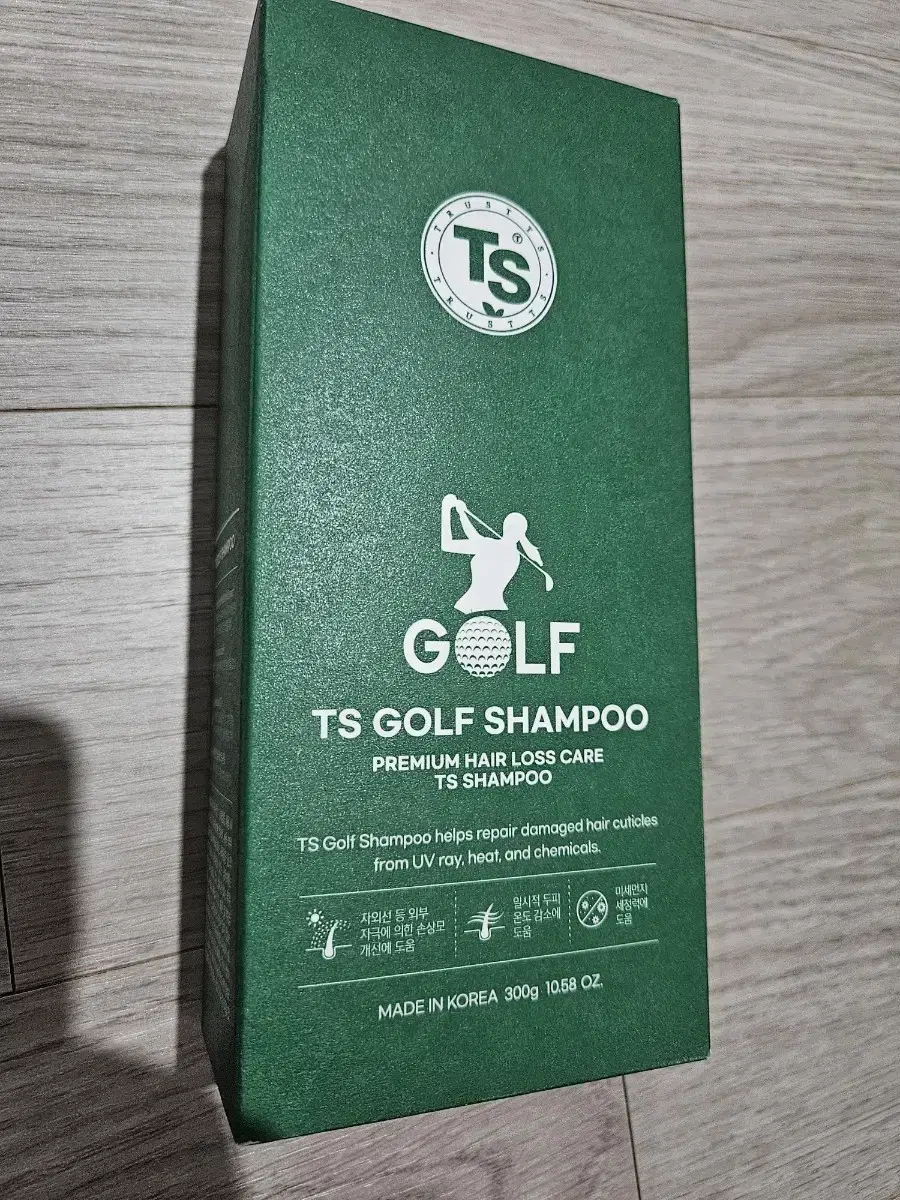 TRUST TS
TS®
TRUST TS
GOLF
TS GOLF SHAMPOO
PREMIUM HAIR LOSS CARE
TS SHAMPOO
TS Golf Shampoo helps repair damaged hair cuticles
from UV ray, heat, and chemicals.
자외선 등 외부
자극에 의한 손상모
개선에 도움
일시적 두피
온도 감소에
도움
미세먼지
세정력에
도움
MADE IN KOREA 300g 10.58 OZ.